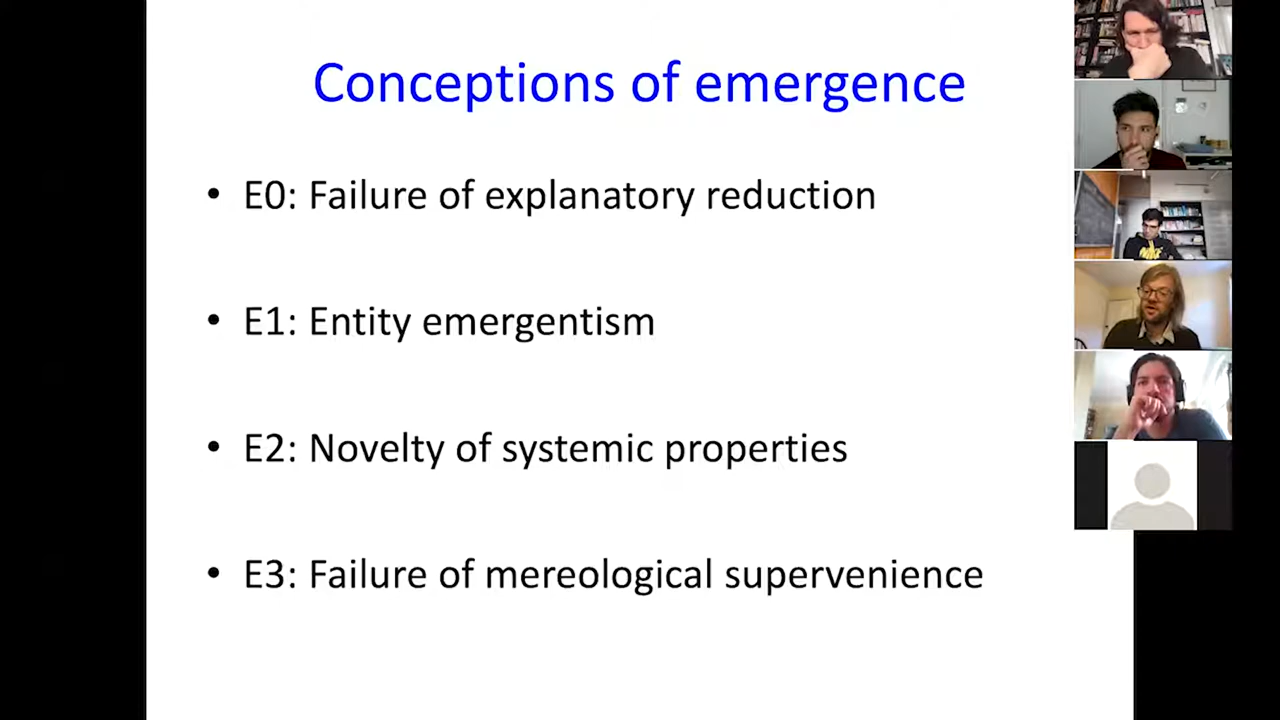 Conceptions of emergence
• E0: Failure of explanatory reduction
• E1: Entity emergentism
• E2: Novelty of systemic properties
• E3: Failure of mereological supervenience